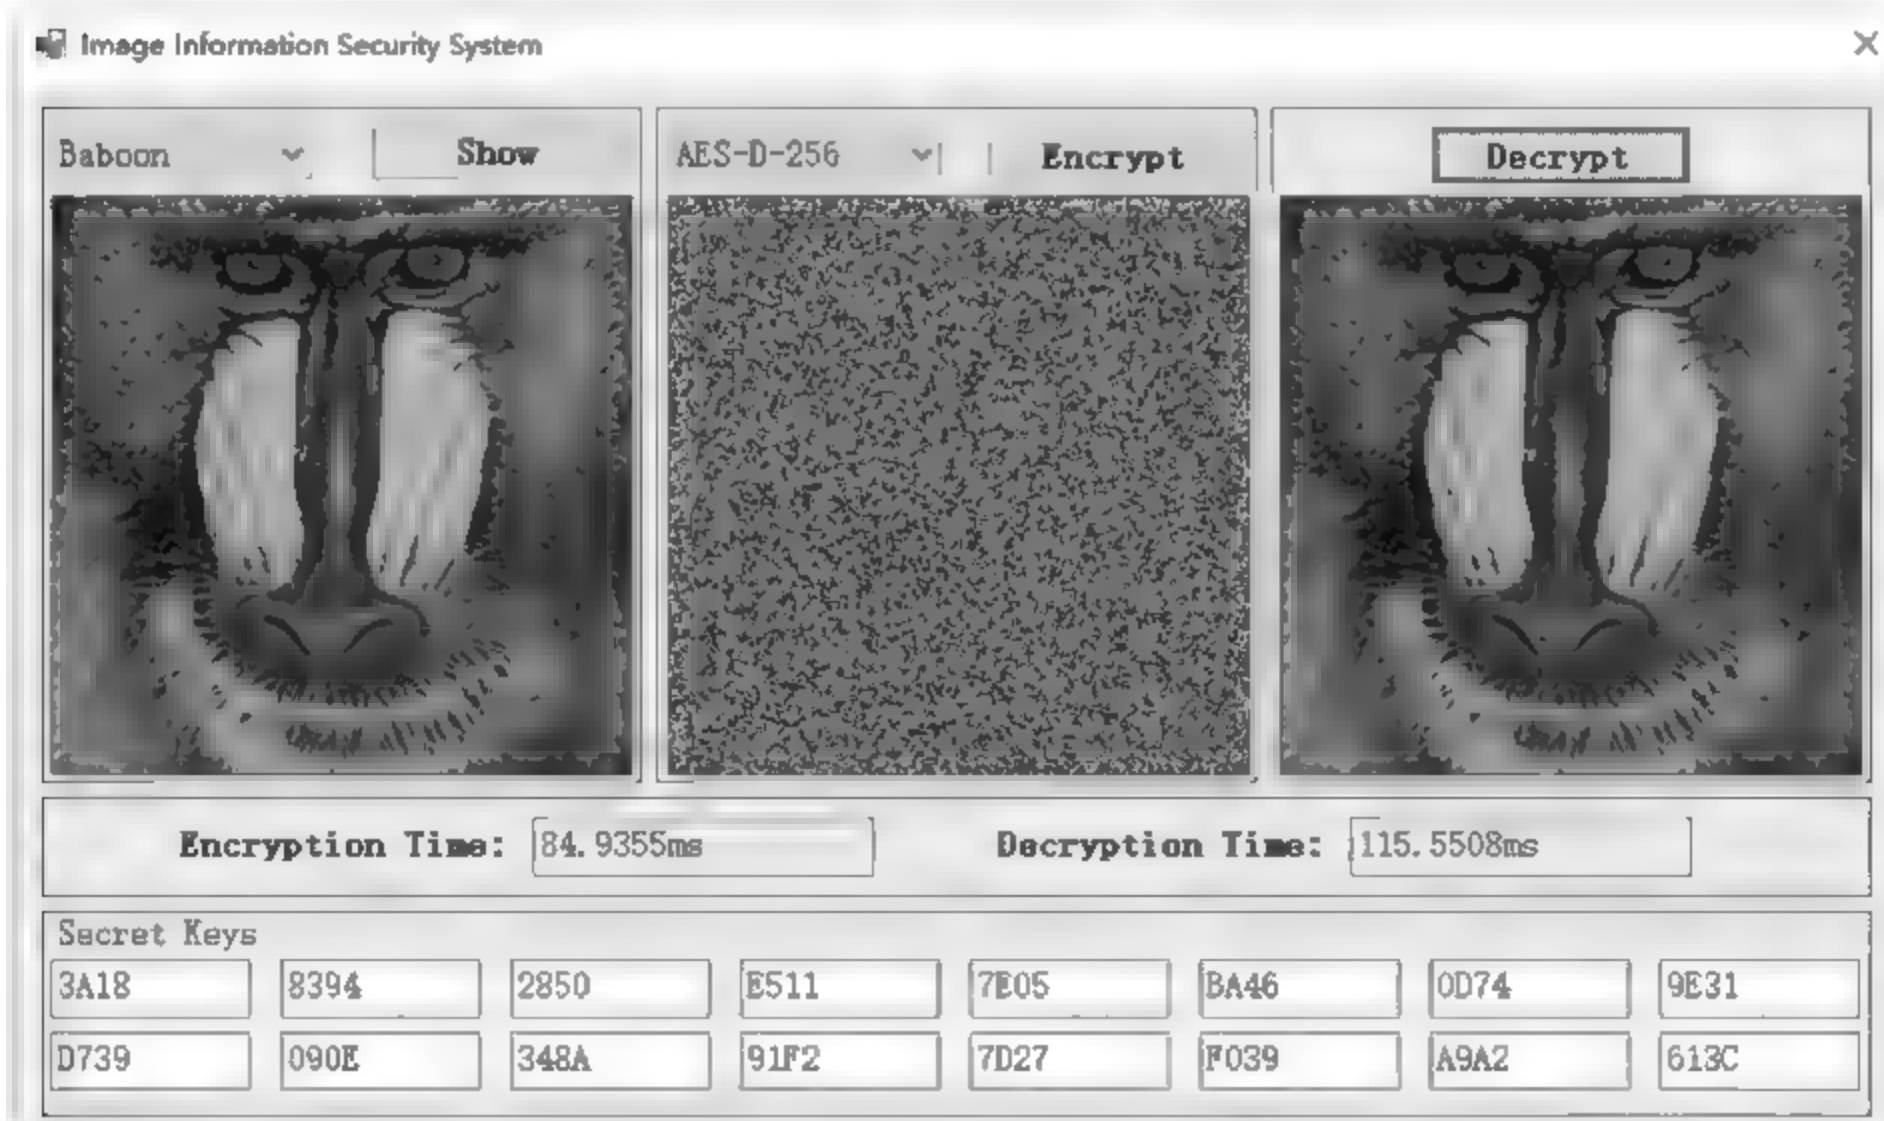 Image Information Security System
Baboon Show AES-D-256 Encrypt Decrypt
Encryption Time: 84.9355ms Decryption Time: 115.5508ms
Secret Keys
3A18 8394 2850 E511 7E05 BA46 0D74 9E31
D739 090E 348A 91F2 7D27 F039 A9A2 613C